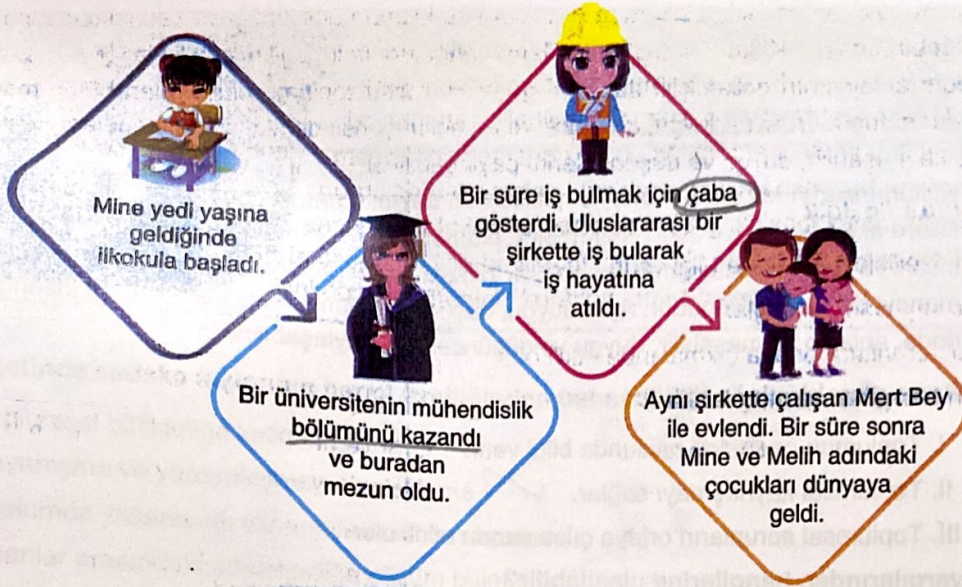 Mine yedi yaşına
geldiğinde
ilkokula başladı.
Bir üniversitenin mühendislik
bölümünü kazandı
ve buradan
mezun oldu.
Bir süre iş bulmak için çaba
gösterdi. Uluslararası bir
şirkette iş bularak
iş hayatına
atıldı.
Aynı şirkette çalışan Mert Bey
ile evlendi. Bir süre sonra
Mine ve Melih adındaki
çocukları dünyaya
geldi.